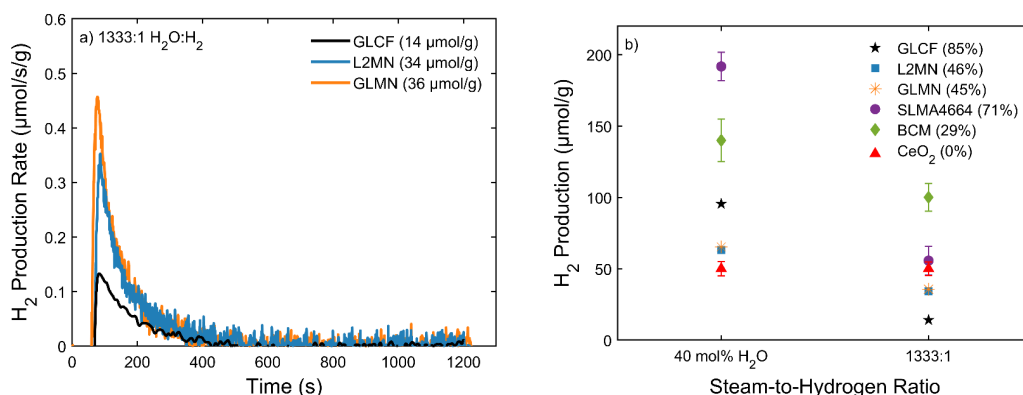 a) 1333:1 H₂O:H₂
GLCF (14 µmol/g)
L2MN (34 µmol/g)
GLMN (36 µmol/g)
H₂ Production Rate (µmol/s/g)
0.6
0.5
0.4
0.3
0.2
0.1
0
0 200 400 600 800 1000 1200
Time (s)
b)
GLCF (85%)
L2MN (46%)
GLMN (45%)
SLMA4664 (71%)
BCM (29%)
CeO₂ (0%)
H₂ Production (µmol/g)
200
150
100
50
0
40 mol% H₂O 1333:1
Steam-to-Hydrogen Ratio